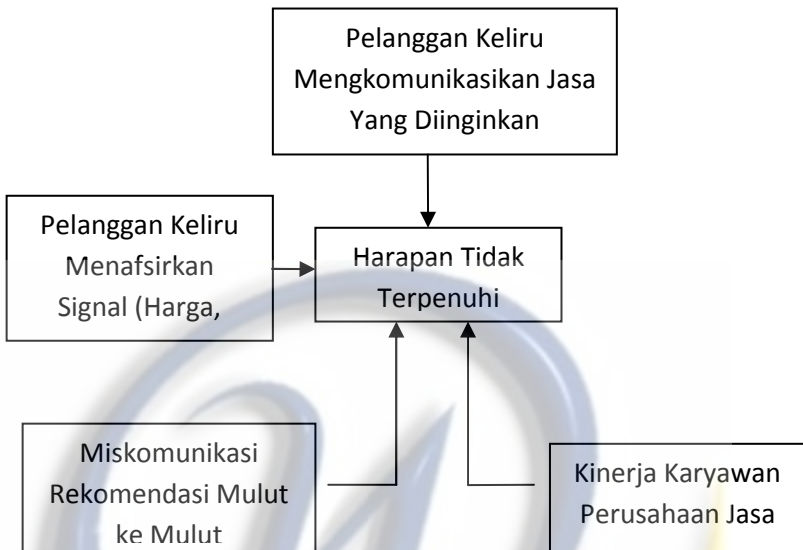 Pelanggan Keliru
Mengkomunikasikan Jasa
Yang Diinginkan
Pelanggan Keliru
Menafsirkan
Signal (Harga,
Harapan Tidak
Terpenuhi
Miskomunikasi
Rekomendasi Mulut
ke Mulut
Kinerja Karyawan
Perusahaan Jasa